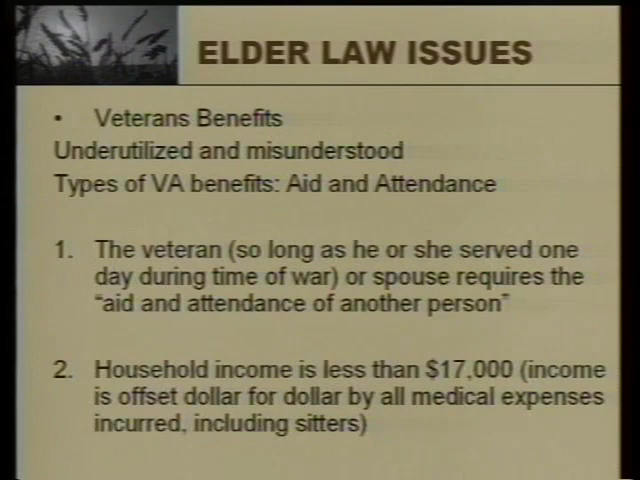 ELDER LAW ISSUES
• Veterans Benefits
Underutilized and misunderstood
Types of VA benefits: Aid and Attendance
1. The veteran (so long as he or she served one
day during time of war) or spouse requires the
“aid and attendance of another person”
2. Household income is less than $17,000 (income
is offset dollar for dollar by all medical expenses
incurred, including sitters)